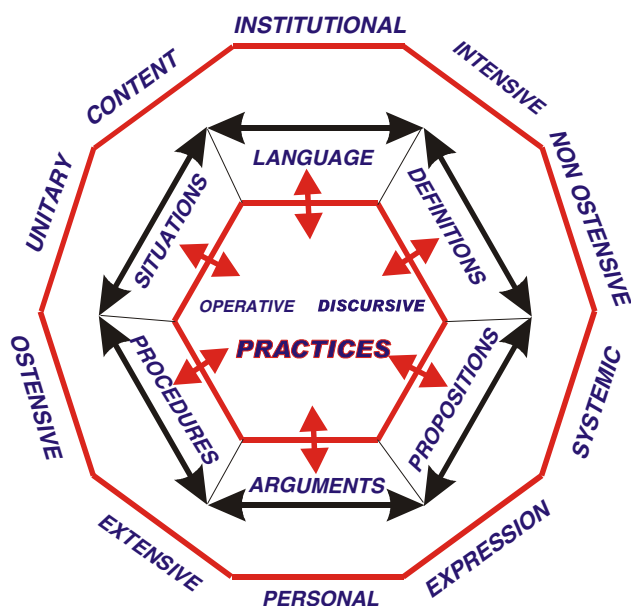 INSTITUTIONAL
CONTENT
INTENSIVE
UNITARY
NON OSTENSIVE
LANGUAGE
SITUATIONS
DEFINITIONS
OPERATIVE DISCURSIVE
PRACTICES
OSTENSIVE
PROCEDURES
PROPOSITIONS
SYSTEMIC
ARGUMENTS
EXTENSIVE
EXPRESSION
PERSONAL